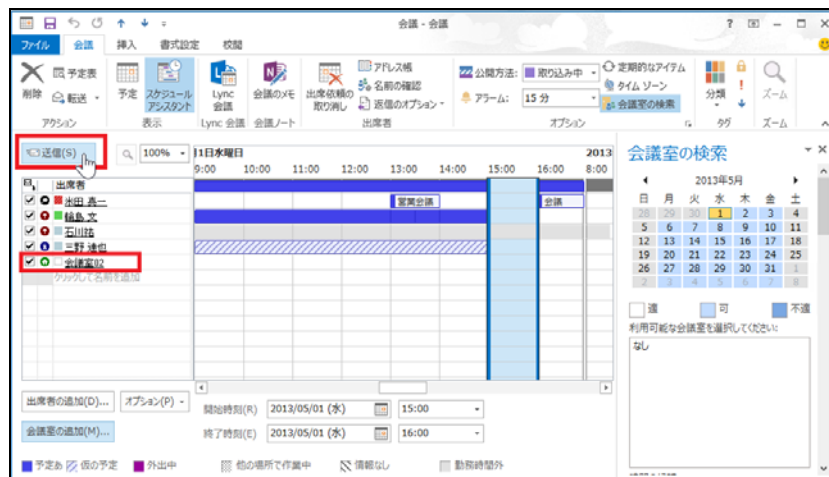 会議 - 会議
ファイル 会議 挿入 書式設定 校閲
削除 予定表 転送
アクション
予定 スケジュール アシスタント
表示
Lync 会議
Lync 会議
会議のメモ
会議ノート
出席依頼の取り消し
アドレス帳
名前の確認
返信のオプション
出席者
公開方法: 取り込み中
アラーム: 15 分
定期的なアイテム
タイム ゾーン
会議室の検索
オプション
分類
タグ
ズーム
ズーム
送信(S)
100%
1日水曜日 2013
9:00 10:00 11:00 12:00 13:00 14:00 15:00 16:00 8:00
出席者
三野 達也
会議室02
クリックして名前を追加
営業会議
会議
出席者の追加(D)... オプション(P)
会議室の追加(M)...
開始時刻(R) 2013/05/01 (水) 15:00
終了時刻(E) 2013/05/01 (水) 16:00
予定あ 仮の予定 外出中 他の場所で作業中 情報なし 勤務時間外
会議室の検索
2013年5月
日 月 火 水 木 金 土
28 29 30 1 2 3 4
5 6 7 8 9 10 11
12 13 14 15 16 17 18
19 20 21 22 23 24 25
26 27 28 29 30 31 1
2 3 4 5 6 7 8
適 可 不適
利用可能な会議室を選択してください:
なし